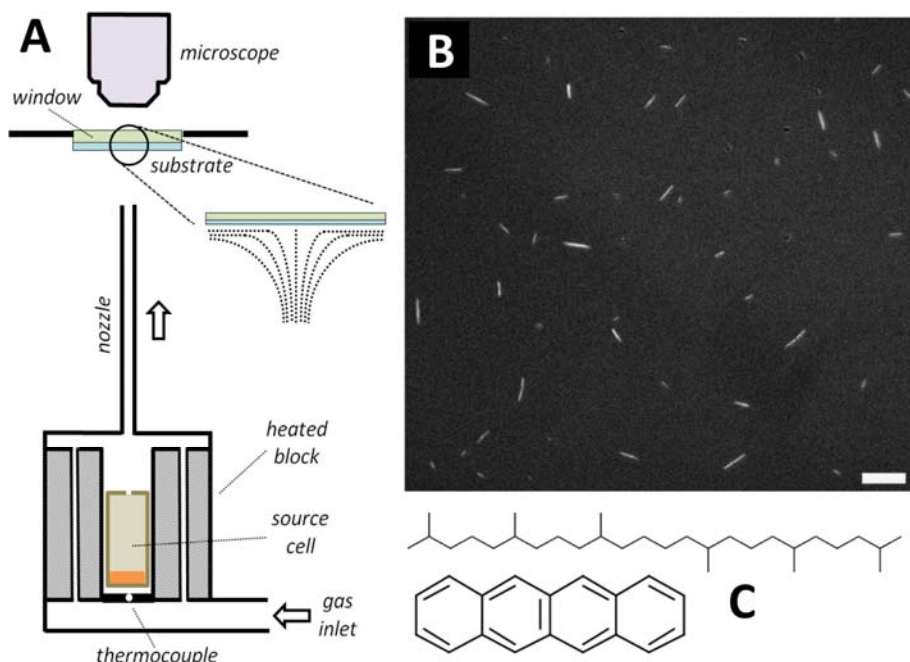 A
microscope
window
substrate
nozzle
heated
block
source
cell
gas
inlet
thermocouple
B
C